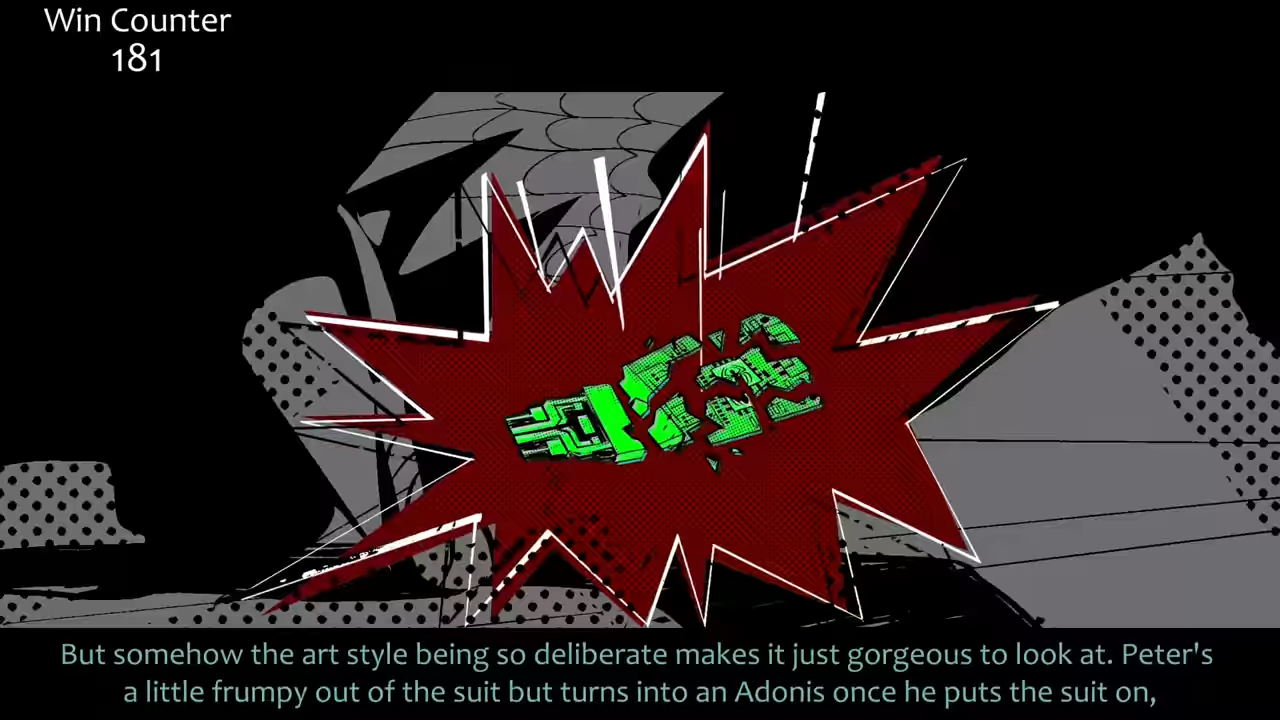 Win Counter
181
But somehow the art style being so deliberate makes it just gorgeous to look at. Peter's
a little frumpy out of the suit but turns into an Adonis once he puts the suit on,